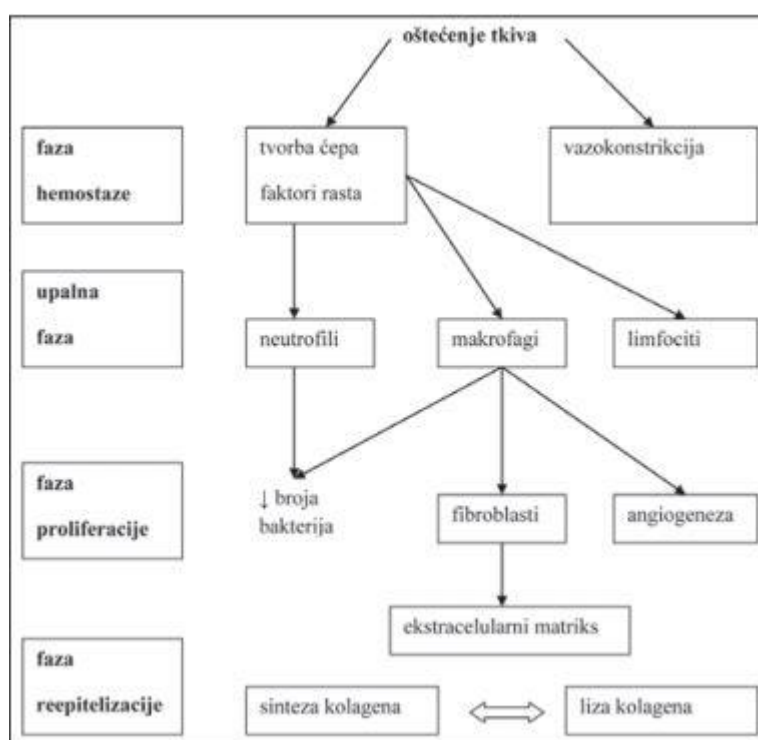 oštećenje tkiva
faza
hemostaze
tvorba čepa
faktori rasta
vazokonstrikcija
upalna
faza
neutrofili
makrofagi
limfociti
faza
proliferacije
↓ broja
bakterija
fibroblasti
angiogeneza
ekstracelularni matriks
faza
reepitelizacije
sinteza kolagena
liza kolagena